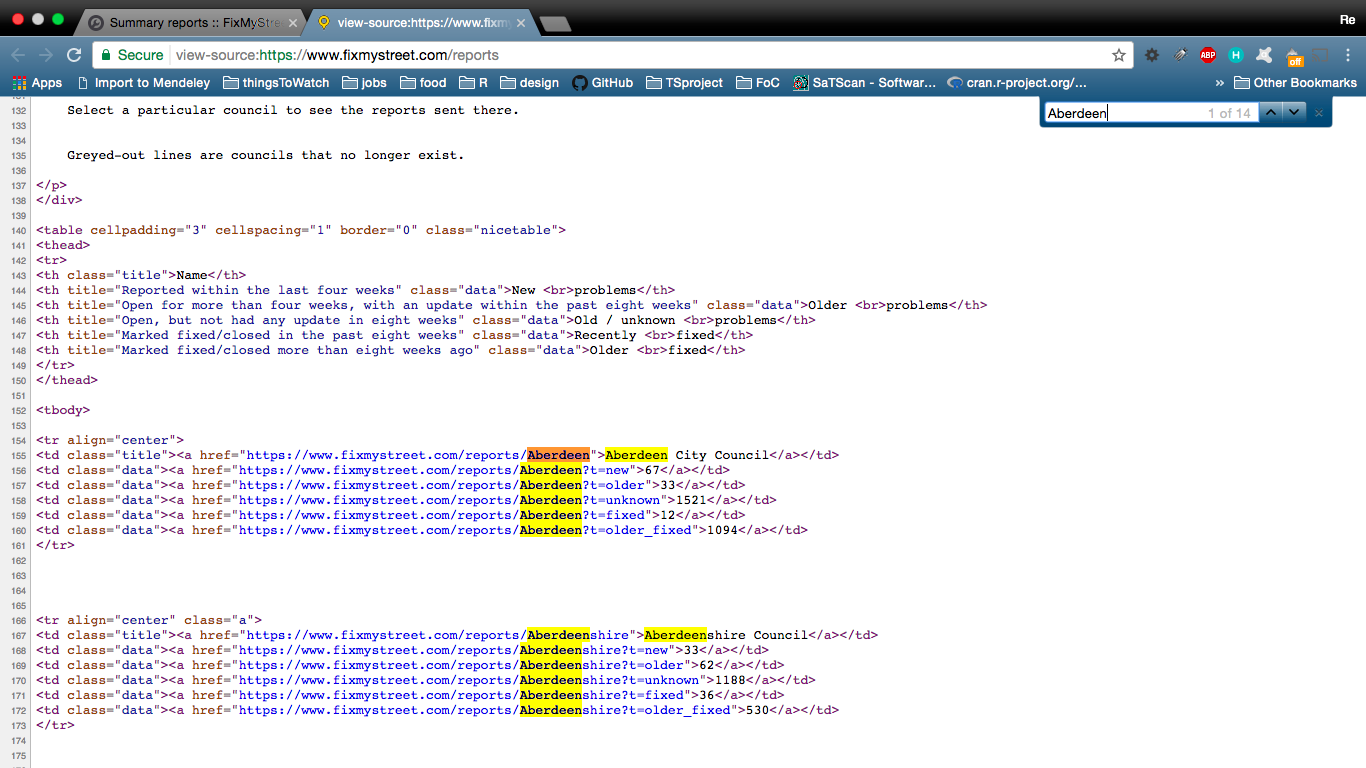 Summary reports :: FixMyStre
view-source:https://www.fixm
Re
Secure
view-source:https://www.fixmystreet.com/reports
ABP
H
off
Apps
Import to Mendeley
thingsToWatch
jobs
food
R
design
GitHub
TSproject
FoC
SaTScan - Softwar...
cran.r-project.org/...
»
Other Bookmarks
Aberdeen
1 of 14
132 Select a particular council to see the reports sent there.
133
134
135 Greyed-out lines are councils that no longer exist.
136
137 </p>
138 </div>
139
140 <table cellpadding="3" cellspacing="1" border="0" class="nicetable">
141 <thead>
142 <tr>
143 <th class="title">Name</th>
144 <th title="Reported within the last four weeks" class="data">New <br>problems</th>
145 <th title="Open for more than four weeks, with an update within the past eight weeks" class="data">Older <br>problems</th>
146 <th title="Open, but not had any update in eight weeks" class="data">Old / unknown <br>problems</th>
147 <th title="Marked fixed/closed in the past eight weeks" class="data">Recently <br>fixed</th>
148 <th title="Marked fixed/closed more than eight weeks ago" class="data">Older <br>fixed</th>
149 </tr>
150 </thead>
151
152 <tbody>
153
154 <tr align="center">
155 <td class="title"><a href="https://www.fixmystreet.com/reports/Aberdeen">Aberdeen City Council</a></td>
156 <td class="data"><a href="https://www.fixmystreet.com/reports/Aberdeen?t=new">67</a></td>
157 <td class="data"><a href="https://www.fixmystreet.com/reports/Aberdeen?t=older">33</a></td>
158 <td class="data"><a href="https://www.fixmystreet.com/reports/Aberdeen?t=unknown">1521</a></td>
159 <td class="data"><a href="https://www.fixmystreet.com/reports/Aberdeen?t=fixed">12</a></td>
160 <td class="data"><a href="https://www.fixmystreet.com/reports/Aberdeen?t=older_fixed">1094</a></td>
161 </tr>
162
163
164
165
166 <tr align="center" class="a">
167 <td class="title"><a href="https://www.fixmystreet.com/reports/Aberdeenshire">Aberdeenshire Council</a></td>
168 <td class="data"><a href="https://www.fixmystreet.com/reports/Aberdeenshire?t=new">33</a></td>
169 <td class="data"><a href="https://www.fixmystreet.com/reports/Aberdeenshire?t=older">62</a></td>
170 <td class="data"><a href="https://www.fixmystreet.com/reports/Aberdeenshire?t=unknown">1188</a></td>
171 <td class="data"><a href="https://www.fixmystreet.com/reports/Aberdeenshire?t=fixed">36</a></td>
172 <td class="data"><a href="https://www.fixmystreet.com/reports/Aberdeenshire?t=older_fixed">530</a></td>
173 </tr>
174
175